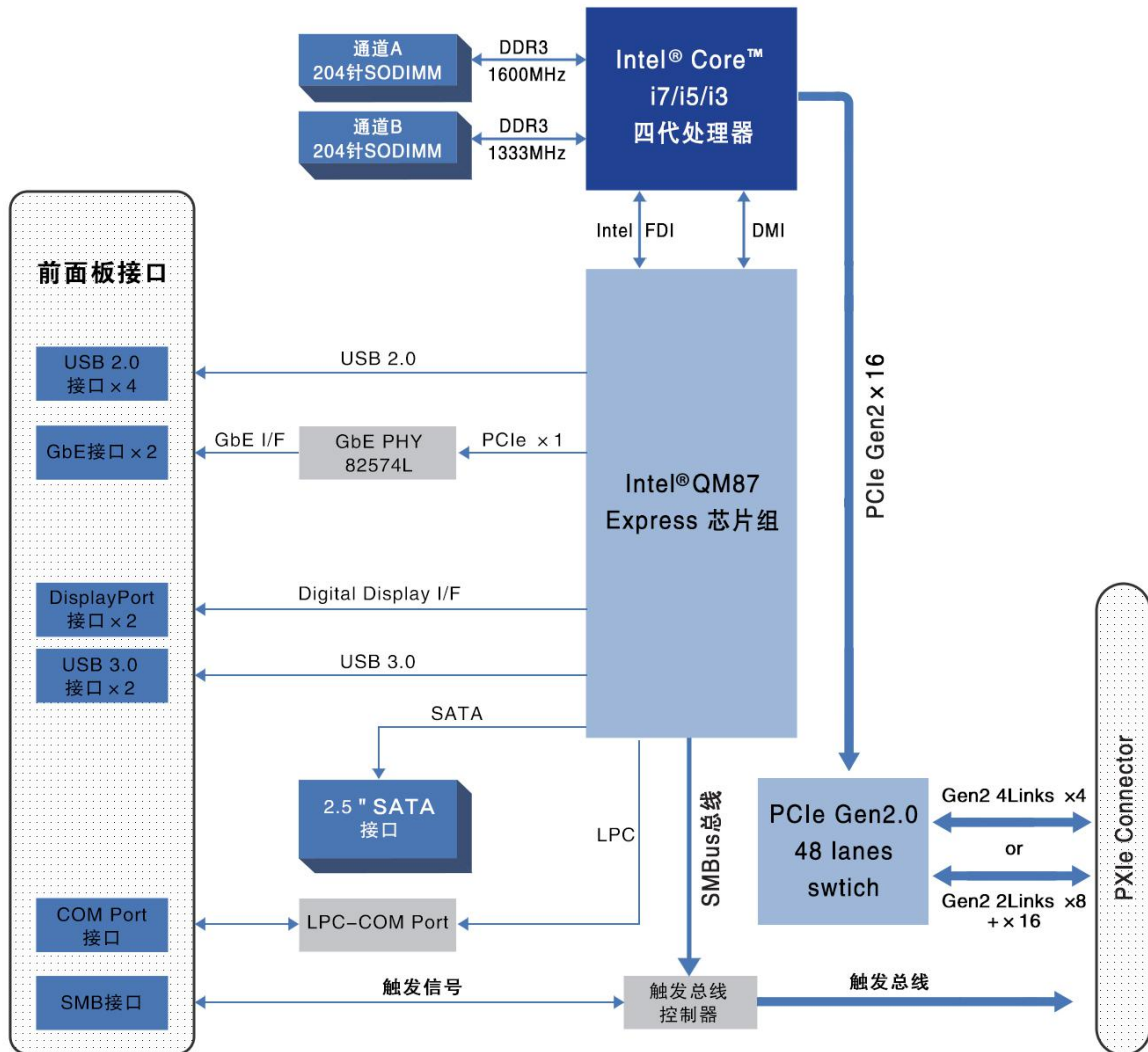 通道A
204针SODIMM
DDR3
1600MHz
通道B
204针SODIMM
DDR3
1333MHz
Intel® Core™
i7/i5/i3
四代处理器
Intel FDI
DMI
PCIe Gen2×16
前面板接口
USB 2.0
接口×4
USB 2.0
GbE接口×2
GbE I/F
GbE PHY
82574L
PCIe ×1
Intel®QM87
Express 芯片组
DisplayPort
接口×2
Digital Display I/F
USB 3.0
接口×2
USB 3.0
SATA
2.5 " SATA
接口
LPC
SMBus总线
PCIe Gen2.0
48 lanes
swtich
Gen2 4Links ×4
or
Gen2 2Links ×8
+×16
PXIe Connector
COM Port
接口
LPC-COM Port
SMB接口
触发信号
触发总线
控制器
触发总线